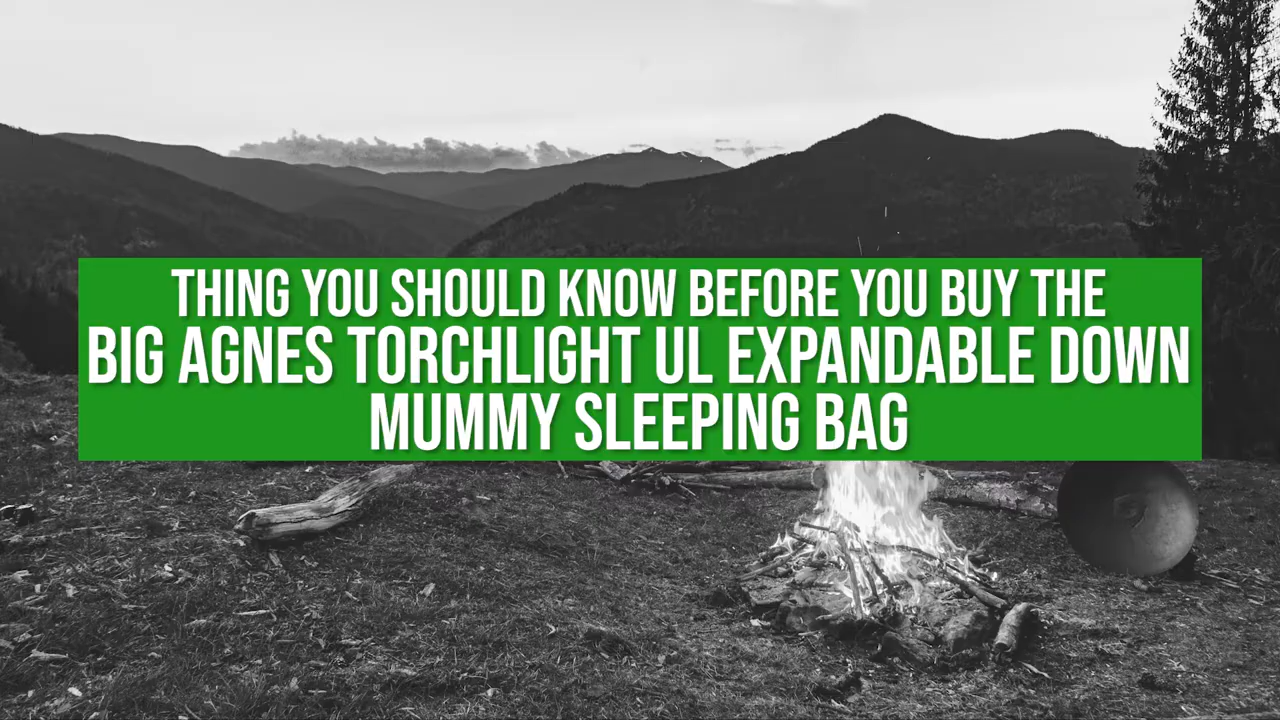 THING YOU SHOULD KNOW BEFORE YOU BUY THE
BIG AGNES TORCHLIGHT UL EXPANDABLE DOWN
MUMMY SLEEPING BAG